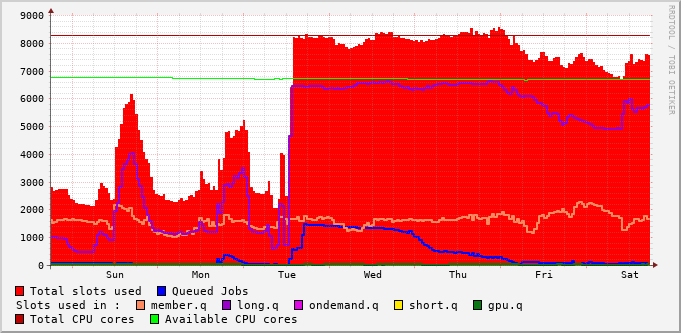 9000
8000
7000
6000
5000
4000
3000
2000
1000
0
Sun Mon Tue Wed Thu Fri Sat
RRDTOOL / TOBI OETIKER
Total slots used Queued Jobs
Slots used in : member.q long.q ondemand.q short.q gpu.q
Total CPU cores Available CPU cores